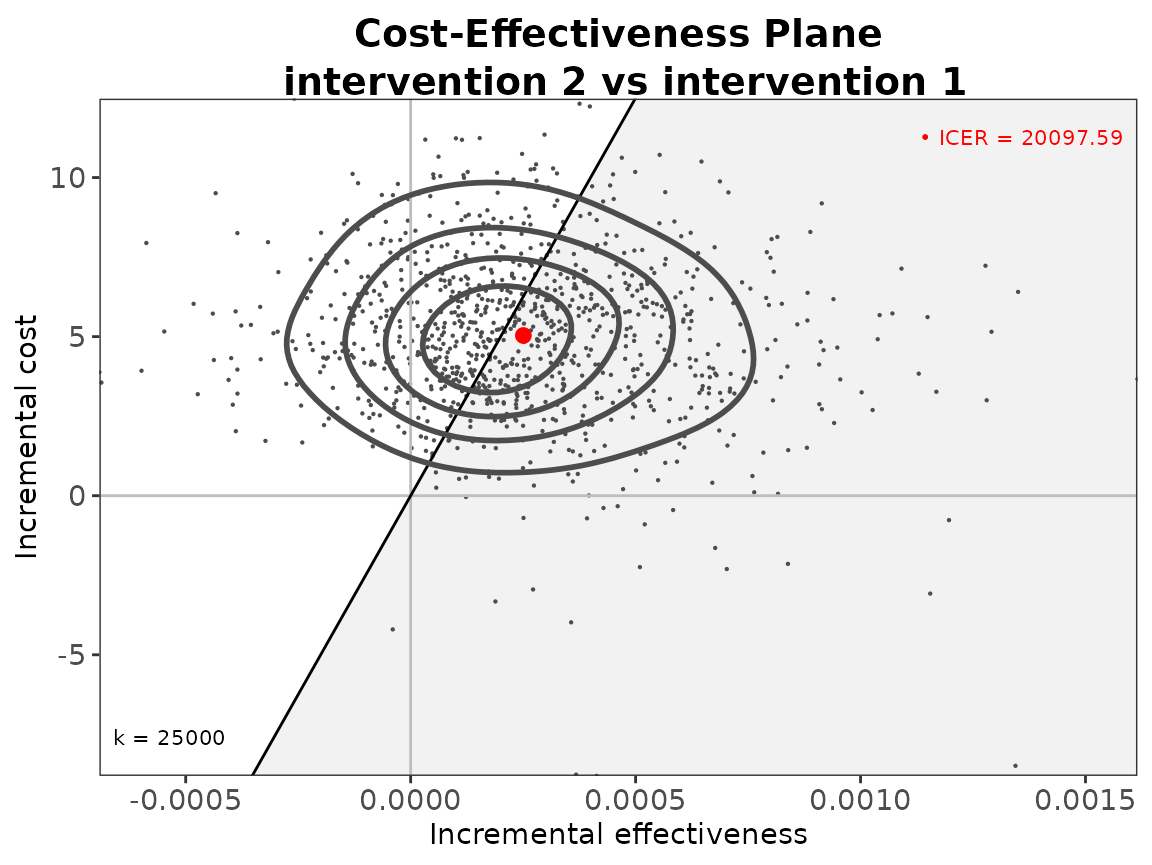 Cost-Effectiveness Plane
intervention 2 vs intervention 1
• ICER = 20097.59
10
5
0
-5
Incremental cost
k = 25000
-0.0005 0.0000 0.0005 0.0010 0.0015
Incremental effectiveness